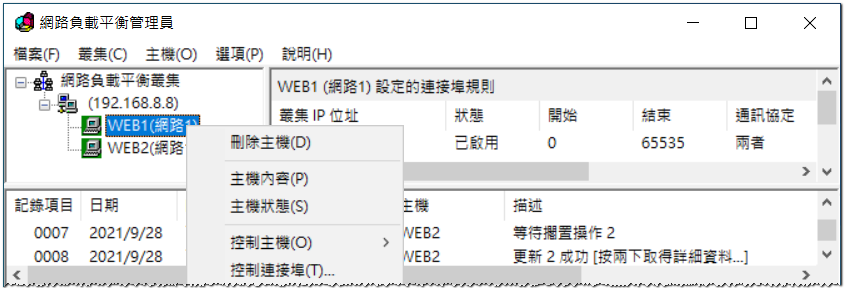 網路負載平衡管理員
檔案(F) 叢集(C) 主機(O) 選項(P) 說明(H)
網路負載平衡叢集
(192.168.8.8)
WEB1(網路1)
WEB2(網路
WEB1 (網路1) 設定的連接埠規則
叢集 IP 位址 狀態 開始 結束 通訊協定
已啟用 0 65535 兩者
刪除主機(D)
主機內容(P)
主機狀態(S)
控制主機(O)
控制連接埠(T)...
記錄項目 日期 主機 描述
0007 2021/9/28 WEB2 等待擱置操作 2
0008 2021/9/28 WEB2 更新 2 成功 [按兩下取得詳細資料...]